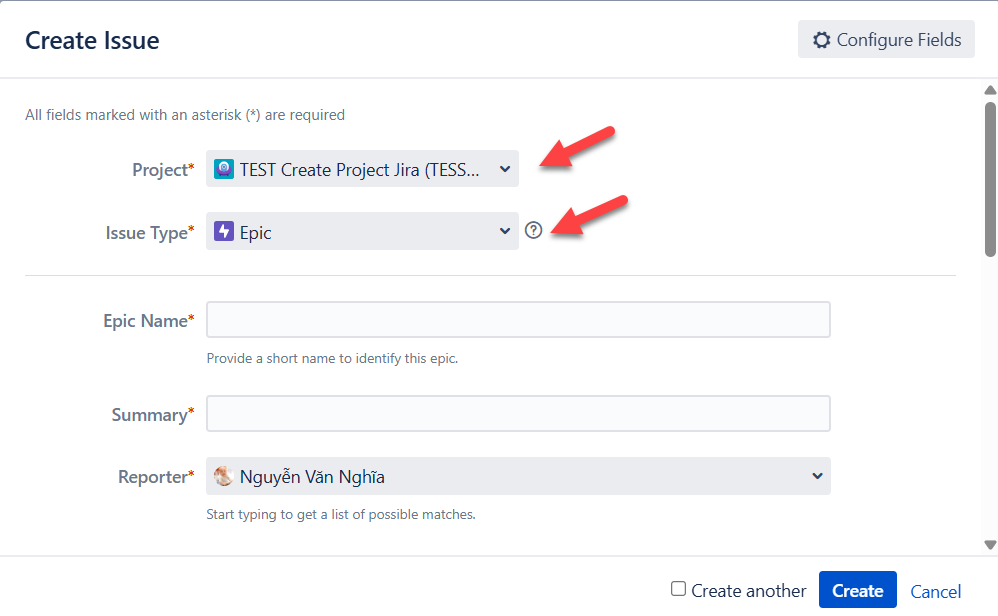 Create Issue
Configure Fields
All fields marked with an asterisk (*) are required
Project*
TEST Create Project Jira (TESS...
Issue Type*
Epic
Epic Name*
Provide a short name to identify this epic.
Summary*
Reporter*
Nguyễn Văn Nghĩa
Start typing to get a list of possible matches.
Create another
Create
Cancel